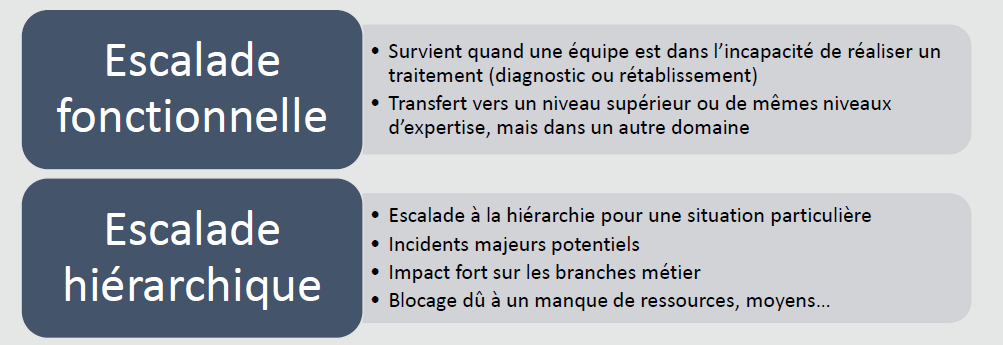 Escalade
fonctionnelle
• Survient quand une équipe est dans l’incapacité de réaliser un
traitement (diagnostic ou rétablissement)
• Transfert vers un niveau supérieur ou de mêmes niveaux
d’expertise, mais dans un autre domaine
Escalade
hiérarchique
• Escalade à la hiérarchie pour une situation particulière
• Incidents majeurs potentiels
• Impact fort sur les branches métier
• Blocage dû à un manque de ressources, moyens…